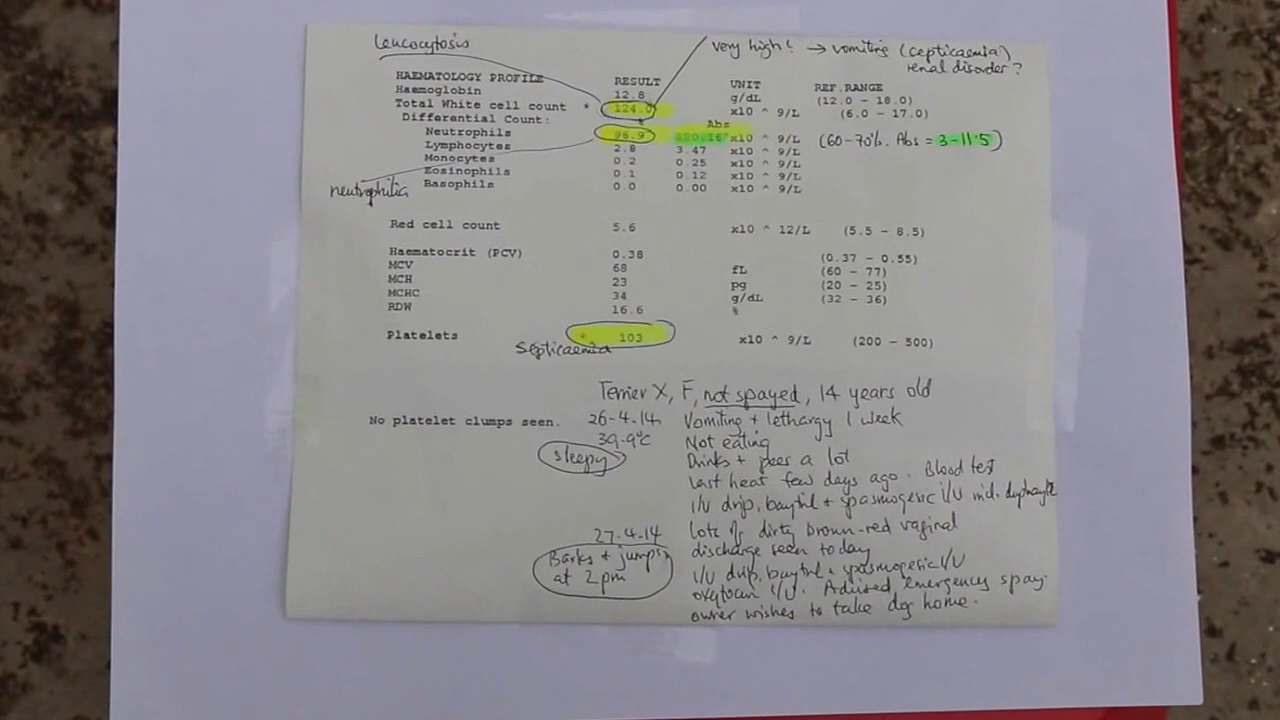 Leucocytosis
very high! → vomiting (cepticaemia)
renal disorder?
HAEMATOLOGY PROFILE RESULT UNIT REF.RANGE
Haemoglobin 12.8 g/dL (12.0 - 18.0)
Total White cell count * 124.0 x10 ^ 9/L (6.0 - 17.0)
Differential Count: % Abs
Neutrophils 96.9 120.16 x10 ^ 9/L (60-70%. Abs = 3-11.5)
Lymphocytes 2.8 3.47 x10 ^ 9/L
Monocytes 0.2 0.25 x10 ^ 9/L
Eosinophils 0.1 0.12 x10 ^ 9/L
Basophils 0.0 0.00 x10 ^ 9/L
neutrophilia
Red cell count 5.6 x10 ^ 12/L (5.5 - 8.5)
Haematocrit (PCV) 0.38 (0.37 - 0.55)
MCV 68 fL (60 - 77)
MCH 23 pg (20 - 25)
MCHC 34 g/dL (32 - 36)
RDW 16.6 %
Platelets * 103 x10 ^ 9/L (200 - 500)
Septicaemia
Terrier X, F, not spayed, 14 years old
No platelet clumps seen. 26-4-14 Vomiting + lethargy 1 week
39.9°C Not eating
sleepy Drinks + pees a lot
last heat few days ago. Blood test
I/V drip, baytril + spasmogesic I/V incl. duphalyte
27-4-14 Lots of dirty brown-red vaginal
discharge seen today
Barks + jumps I/V drip, baytril + spasmogesic I/V
at 2pm oxytocin I/V. Advised emergency spay.
owner wishes to take dog home.